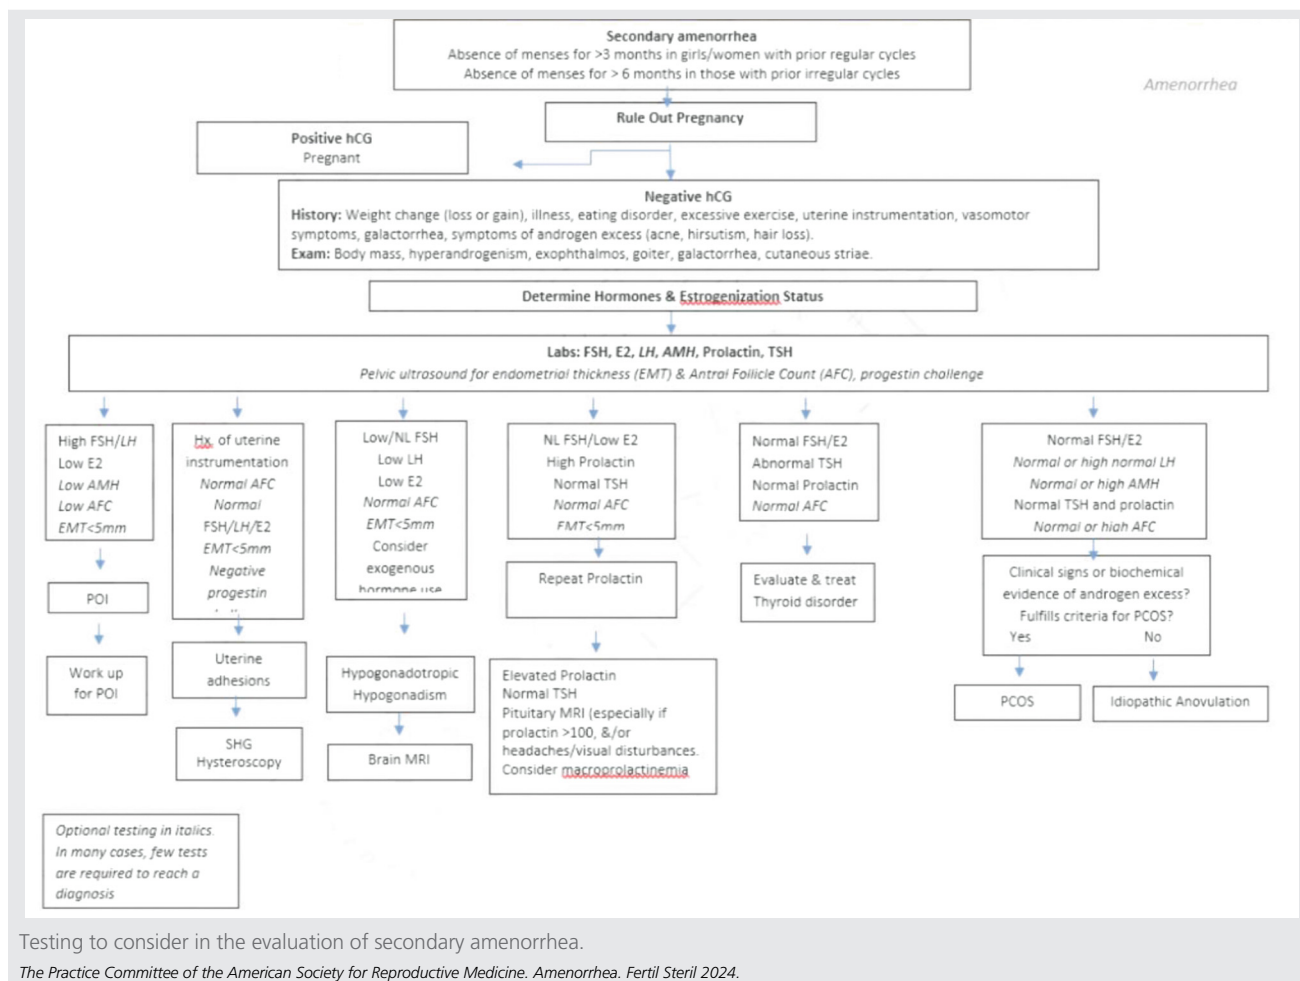 Secondary amenorrhea
Absence of menses for >3 months in girls/women with prior regular cycles
Absence of menses for > 6 months in those with prior irregular cycles
Amenorrhea
Rule Out Pregnancy
Positive hCG
Pregnant
Negative hCG
History: Weight change (loss or gain), illness, eating disorder, excessive exercise, uterine instrumentation, vasomotor
symptoms, galactorrhea, symptoms of androgen excess (acne, hirsutism, hair loss).
Exam: Body mass, hyperandrogenism, exophthalmos, goiter, galactorrhea, cutaneous striae.
Determine Hormones & Estrogenization Status
Labs: FSH, E2, LH, AMH, Prolactin, TSH
Pelvic ultrasound for endometrial thickness (EMT) & Antral Follicle Count (AFC), progestin challenge
High FSH/LH
Low E2
Low AMH
Low AFC
EMT<5mm
POI
Work up
for POI
Hx. of uterine
instrumentation
Normal AFC
Normal
FSH/LH/E2
EMT<5mm
Negative
progestin
Uterine
adhesions
SHG
Hysteroscopy
Low/NL FSH
Low LH
Low E2
Normal AFC
EMT<5mm
Consider
exogenous
hormone use
Hypogonadotropic
Hypogonadism
Brain MRI
NL FSH/Low E2
High Prolactin
Normal TSH
Normal AFC
EMT<5mm
Repeat Prolactin
Elevated Prolactin
Normal TSH
Pituitary MRI (especially if
prolactin >100, &/or
headaches/visual disturbances.
Consider macroprolactinemia
Normal FSH/E2
Abnormal TSH
Normal Prolactin
Normal AFC
Evaluate & treat
Thyroid disorder
Normal FSH/E2
Normal or high normal LH
Normal or high AMH
Normal TSH and prolactin
Normal or high AFC
Clinical signs or biochemical
evidence of androgen excess?
Fulfills criteria for PCOS?
Yes No
PCOS
Idiopathic Anovulation
Optional testing in italics.
In many cases, few tests
are required to reach a
diagnosis
Testing to consider in the evaluation of secondary amenorrhea.
The Practice Committee of the American Society for Reproductive Medicine. Amenorrhea. Fertil Steril 2024.